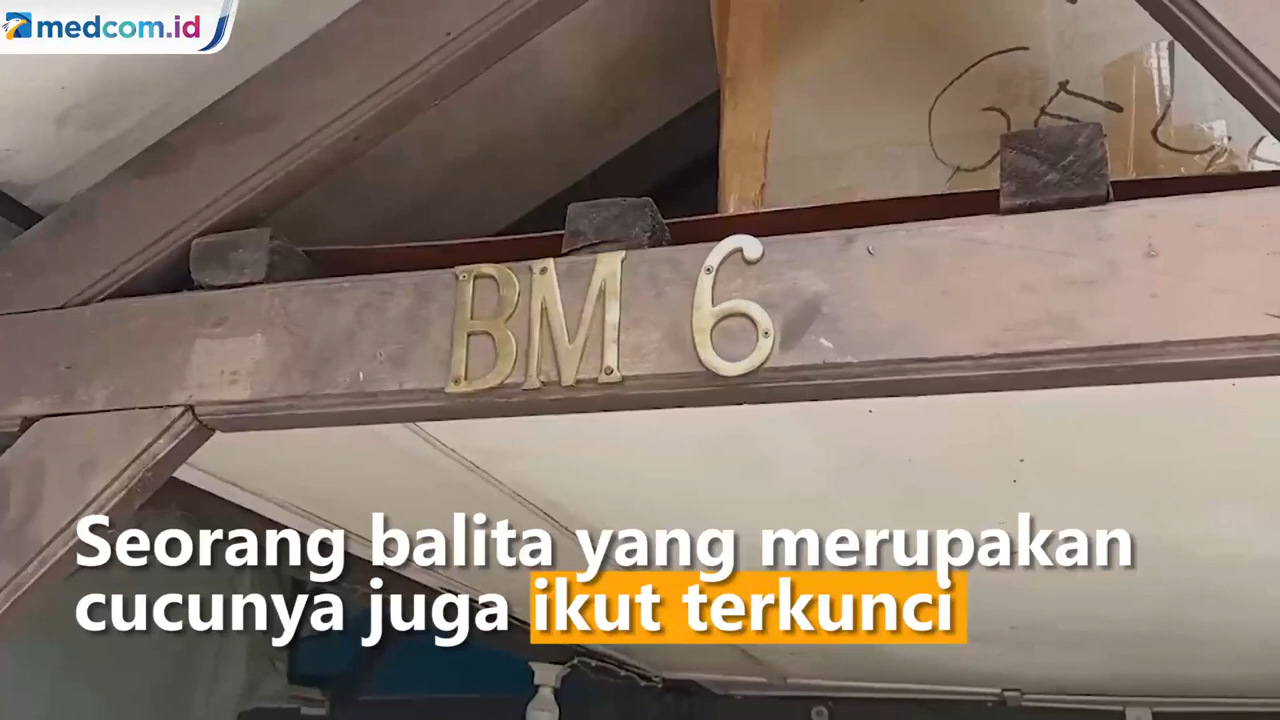 medcom.id
BM 6
Seorang balita yang merupakan
cucunya juga ikut terkunci